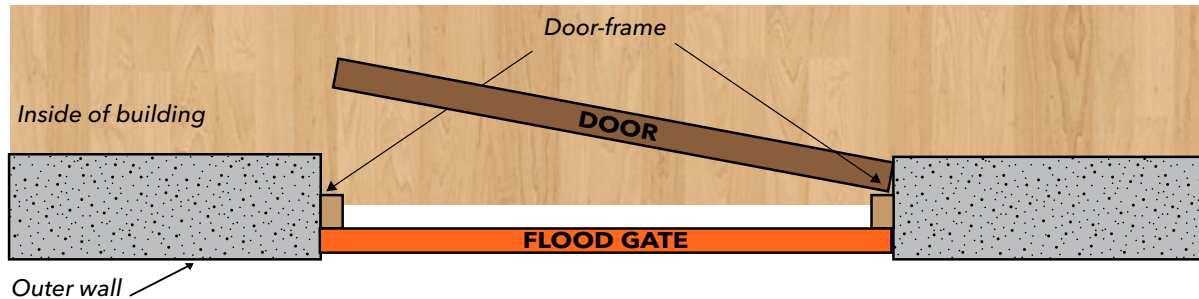 Door-frame
Inside of building
DOOR
FLOOD GATE
Outer wall